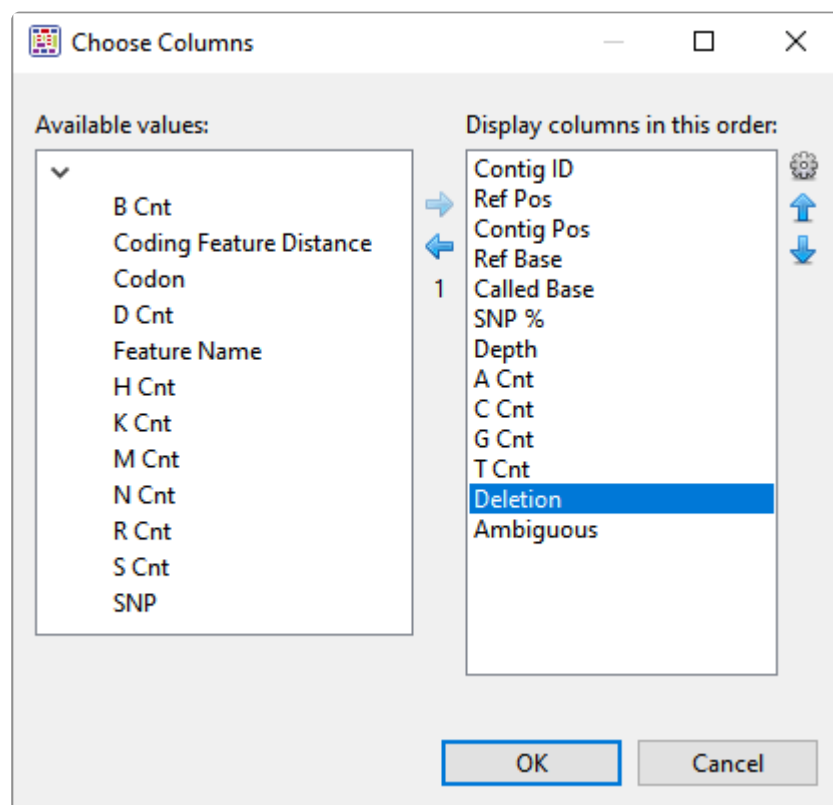 Choose Columns
Available values:
B Cnt
Coding Feature Distance
Codon
D Cnt
Feature Name
H Cnt
K Cnt
M Cnt
N Cnt
R Cnt
S Cnt
SNP
1
Display columns in this order:
Contig ID
Ref Pos
Contig Pos
Ref Base
Called Base
SNP %
Depth
A Cnt
C Cnt
G Cnt
T Cnt
Deletion
Ambiguous
OK
Cancel